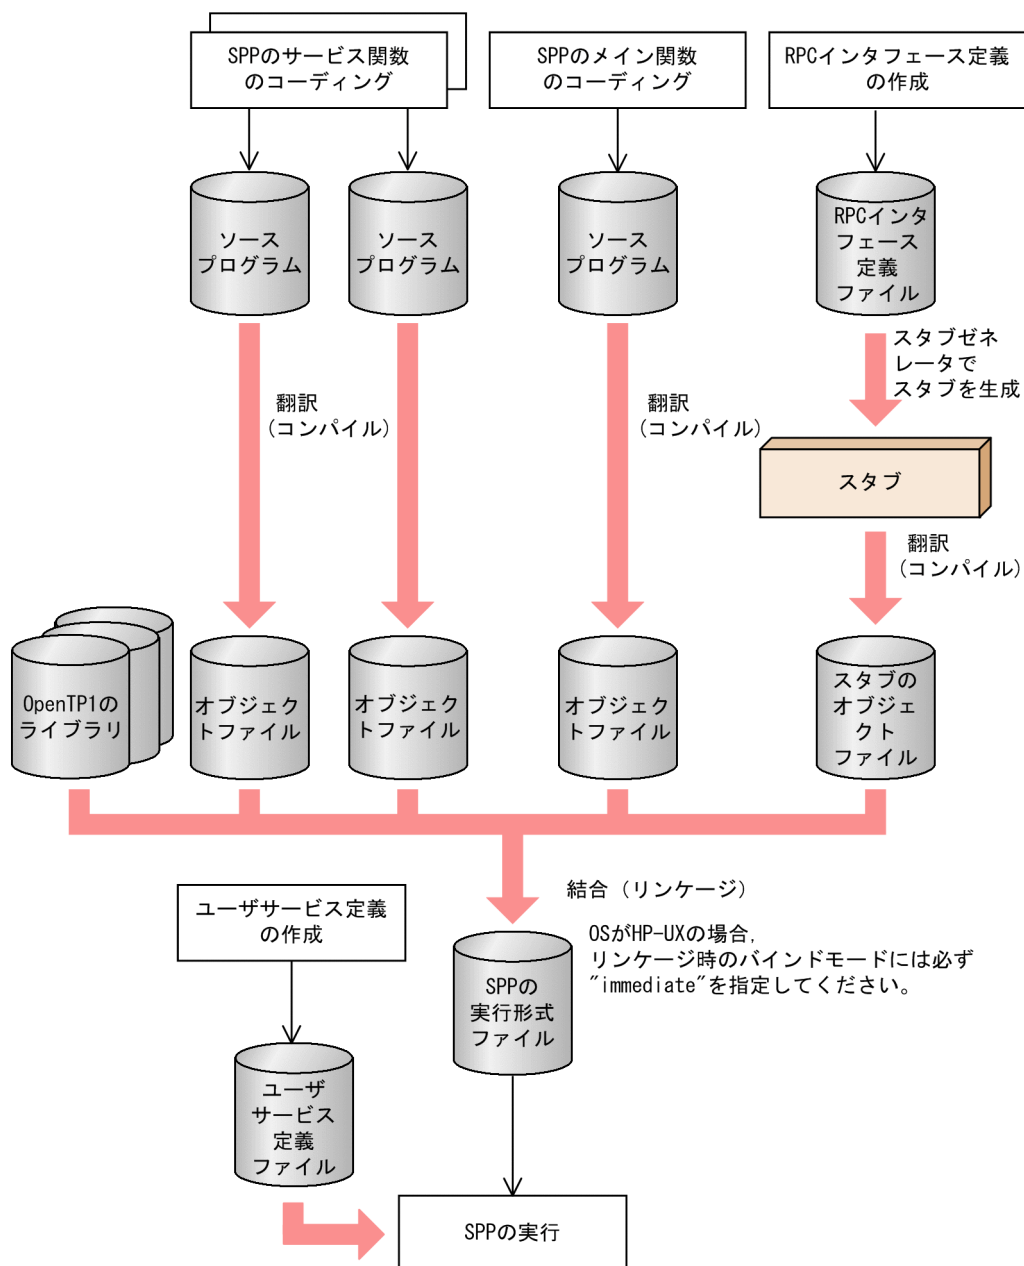 SPPのサービス関数
のコーディング
SPPのメイン関数
のコーディング
RPCインタフェース定義
の作成
ソース
プログラム
ソース
プログラム
ソース
プログラム
RPCインタ
フェース
定義
ファイル
スタブゼネ
レータで
スタブを生成
翻訳
(コンパイル)
翻訳
(コンパイル)
スタブ
翻訳
(コンパイル)
OpenTP1の
ライブラリ
オブジェク
トファイル
オブジェク
トファイル
オブジェク
トファイル
スタブの
オブジェ
クト
ファイル
結合(リンケージ)
ユーザサービス定義
の作成
OSがHP-UXの場合,
リンケージ時のバインドモードには必ず
"immediate"を指定してください。
SPPの
実行形式
ファイル
ユーザ
サービス
定義
ファイル
SPPの実行